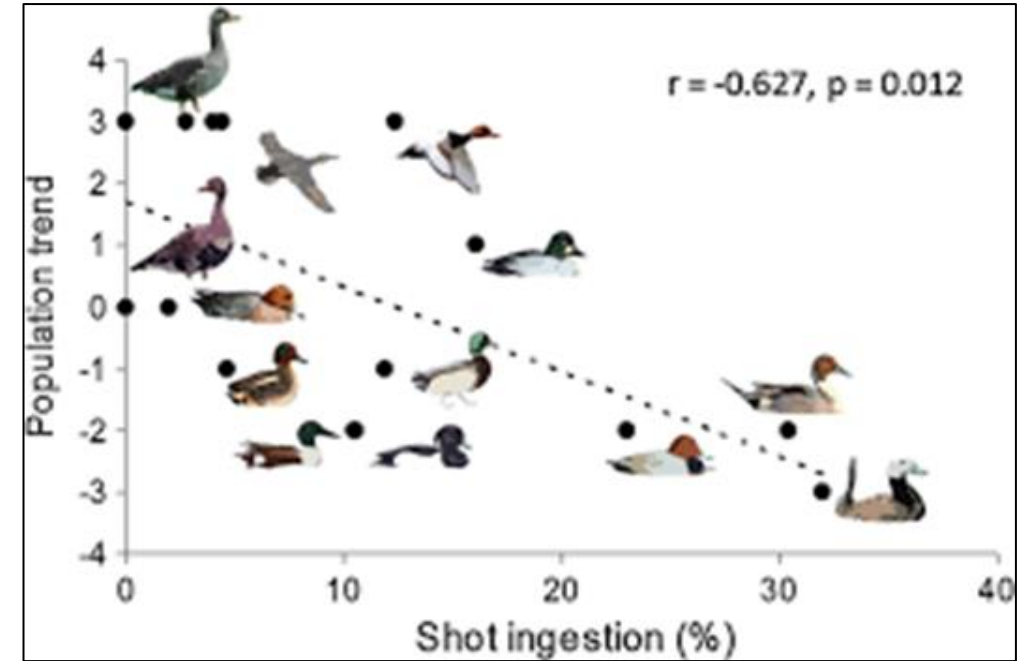 r = -0.627, p = 0.012
Population trend
4
3
2
1
0
-1
-2
-3
-4
0 10 20 30 40
Shot ingestion (%)